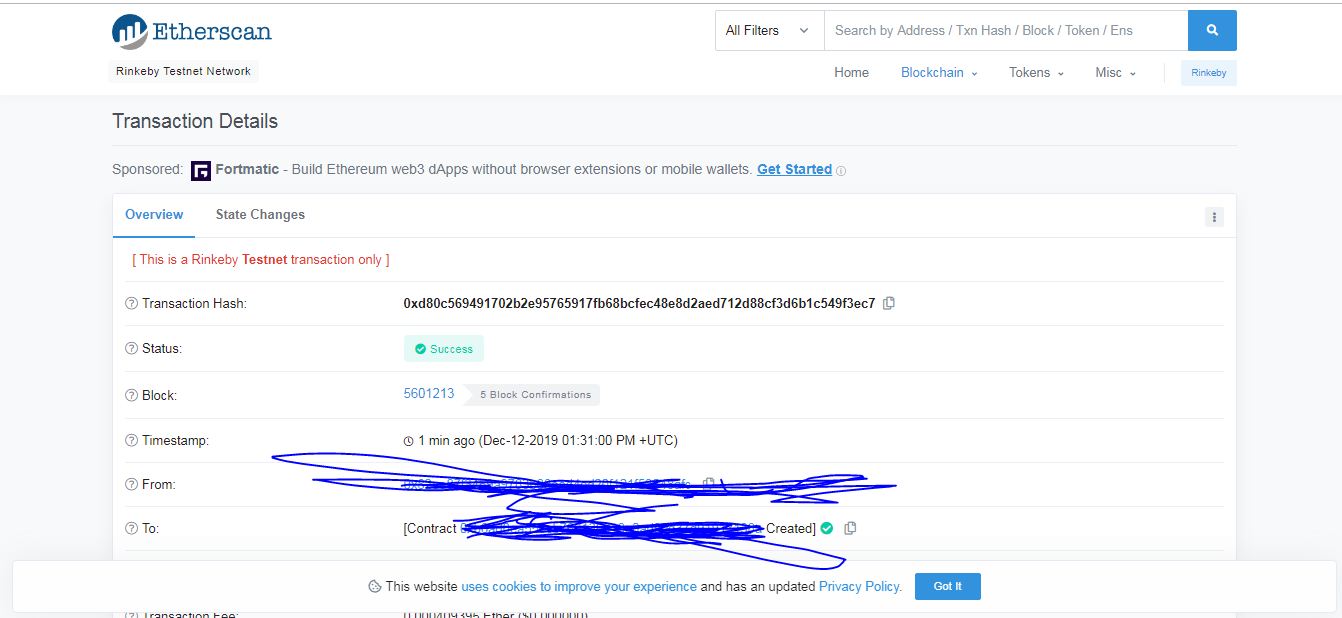 Etherscan
All Filters
Search by Address / Txn Hash / Block / Token / Ens
Rinkeby Testnet Network
Home Blockchain Tokens Misc Rinkeby
Transaction Details
Sponsored: Fortmatic - Build Ethereum web3 dApps without browser extensions or mobile wallets. Get Started
Overview State Changes
[ This is a Rinkeby Testnet transaction only ]
Transaction Hash: 0xd80c569491702b2e95765917fb68bcfec48e8d2aed712d88cf3d6b1c549f3ec7
Status: Success
Block: 5601213 5 Block Confirmations
Timestamp: 1 min ago (Dec-12-2019 01:31:00 PM +UTC)
From:
To: [Contract Created]
This website uses cookies to improve your experience and has an updated Privacy Policy. Got It
Transaction Fee: 0.000409395 Ether ($0.000000)